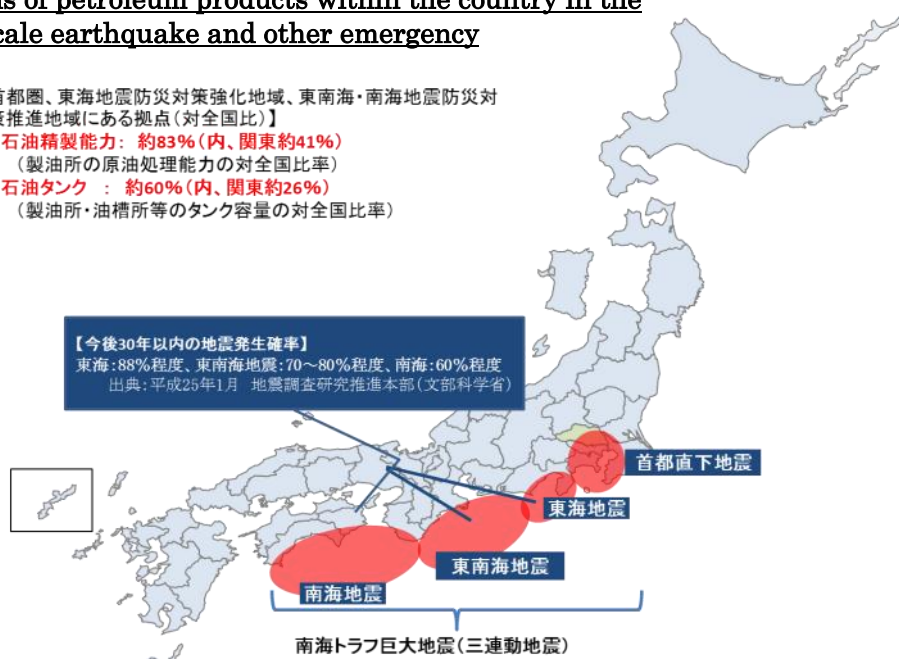 of petroleum products within the country in the
earthquake and other emergency
首都圏、東海地震防災対策強化地域、東南海・南海地震防災対
策推進地域にある拠点(対全国比)】
石油精製能力: 約83%(内、関東約41%)
(製油所の原油処理能力の対全国比率)
石油タンク : 約60%(内、関東約26%)
(製油所・油槽所等のタンク容量の対全国比率)
【今後30年以内の地震発生確率】
東海:88%程度、東南海地震:70〜80%程度、南海:60%程度
出典:平成25年1月 地震調査研究推進本部(文部科学省)
首都直下地震
東海地震
東南海地震
南海地震
南海トラフ巨大地震(三連動地震)